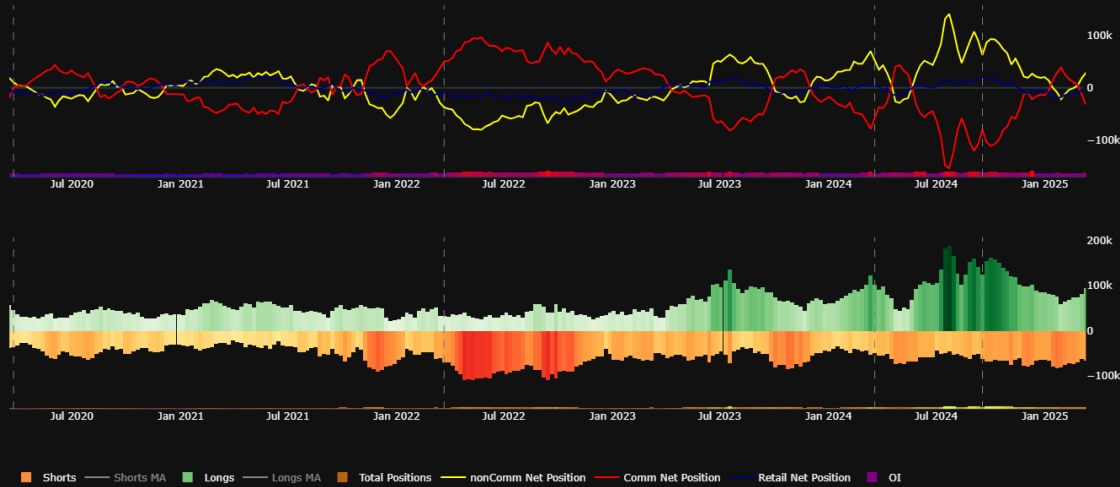 100k
0
−100k
Jul 2020 Jan 2021 Jul 2021 Jan 2022 Jul 2022 Jan 2023 Jul 2023 Jan 2024 Jul 2024 Jan 2025
200k
100k
0
−100k
Jul 2020 Jan 2021 Jul 2021 Jan 2022 Jul 2022 Jan 2023 Jul 2023 Jan 2024 Jul 2024 Jan 2025
Shorts Shorts MA Longs Longs MA Total Positions nonComm Net Position Comm Net Position Retail Net Position OI